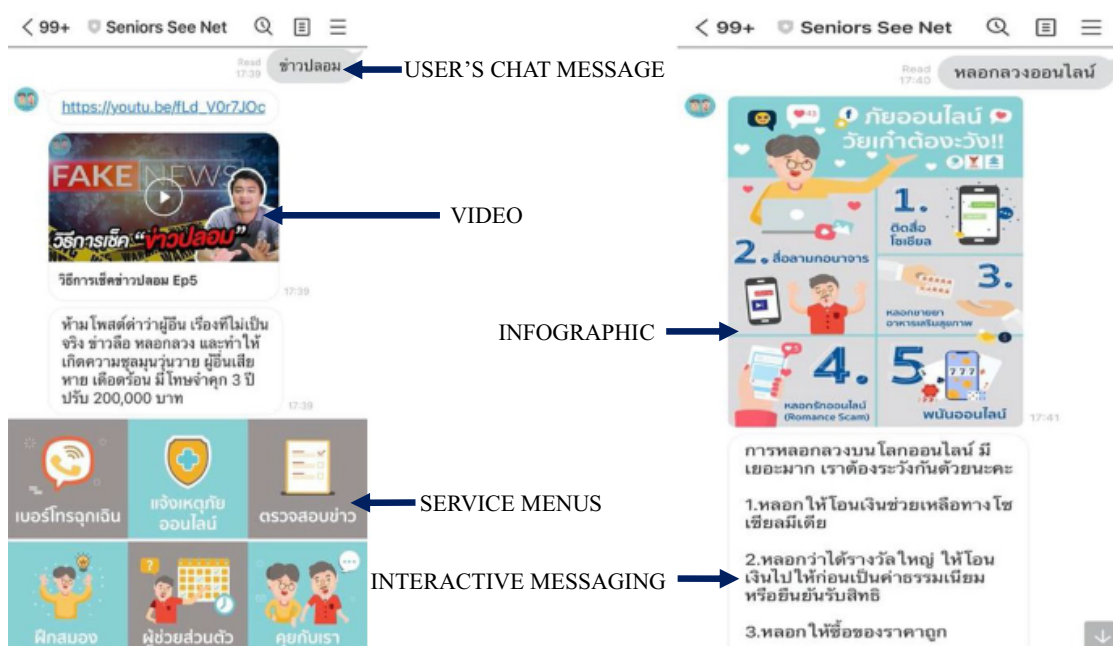 99+ Seniors See Net
Read
17:39
ข่าวปลอม
https://youtu.be/fLd_V0r7JOc
FAKE NEWS
วิธีการเช็ค "ข่าวปลอม"
วิธีการเช็คข่าวปลอม Ep5
17:39
ห้ามโพสต์ด่าว่าผู้อื่น เรื่องที่ไม่เป็น
จริง ข่าวลือ หลอกลวง และทำให้
เกิดความชุลมุนวุ่นวาย ผู้อื่นเสีย
หาย เดือดร้อน มีโทษจำคุก 3 ปี
ปรับ 200,000 บาท
17:39
เบอร์โทรฉุกเฉิน
แจ้งเหตุภัย
ออนไลน์
ตรวจสอบข่าว
ฝึกสมอง
ผู้ช่วยส่วนตัว
คุยกับเรา
USER'S CHAT MESSAGE
VIDEO
INFOGRAPHIC
SERVICE MENUS
INTERACTIVE MESSAGING
99+ Seniors See Net
Read
17:40
หลอกลวงออนไลน์
ภัยออนไลน์
วัยเก๋าต้องระวัง!!
1.
ติดสื่อ
โซเชียล
2. สื่อลามกอนาจาร
3.
หลอกขายยา
อาหารเสริมสุขภาพ
4.
หลอกรักออนไลน์
(Romance Scam)
5
777
พนันออนไลน์
17:41
การหลอกลวงบนโลกออนไลน์ มี
เยอะมาก เราต้องระวังกันด้วยนะคะ
1.หลอกให้โอนเงินช่วยเหลือทางโซ
เชียลมีเดีย
2.หลอกว่าได้รางวัลใหญ่ ให้โอน
เงินไปให้ก่อนเป็นค่าธรรมเนียม
หรือยืนยันรับสิทธิ
3.หลอกให้ซื้อของราคาถูก